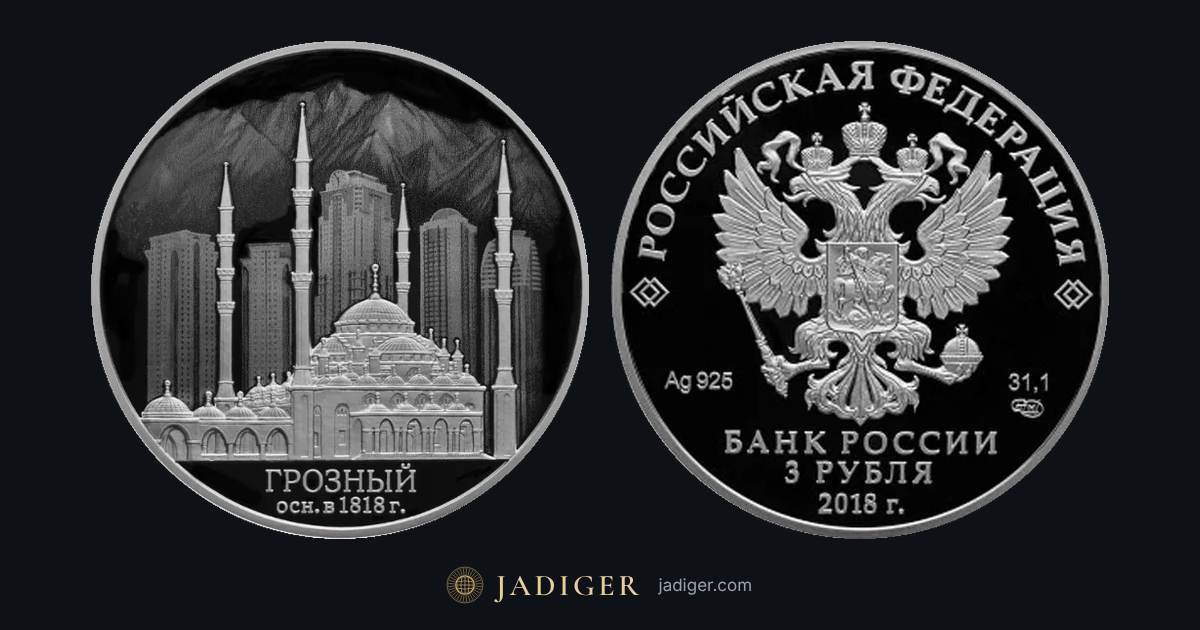 ГРОЗНЫЙ
осн. в 1818 г.
РОССИЙСКАЯ ФЕДЕРАЦИЯ
Ag 925
31,1
БАНК РОССИИ
3 РУБЛЯ
2018 г.
JADIGER
jadiger.com